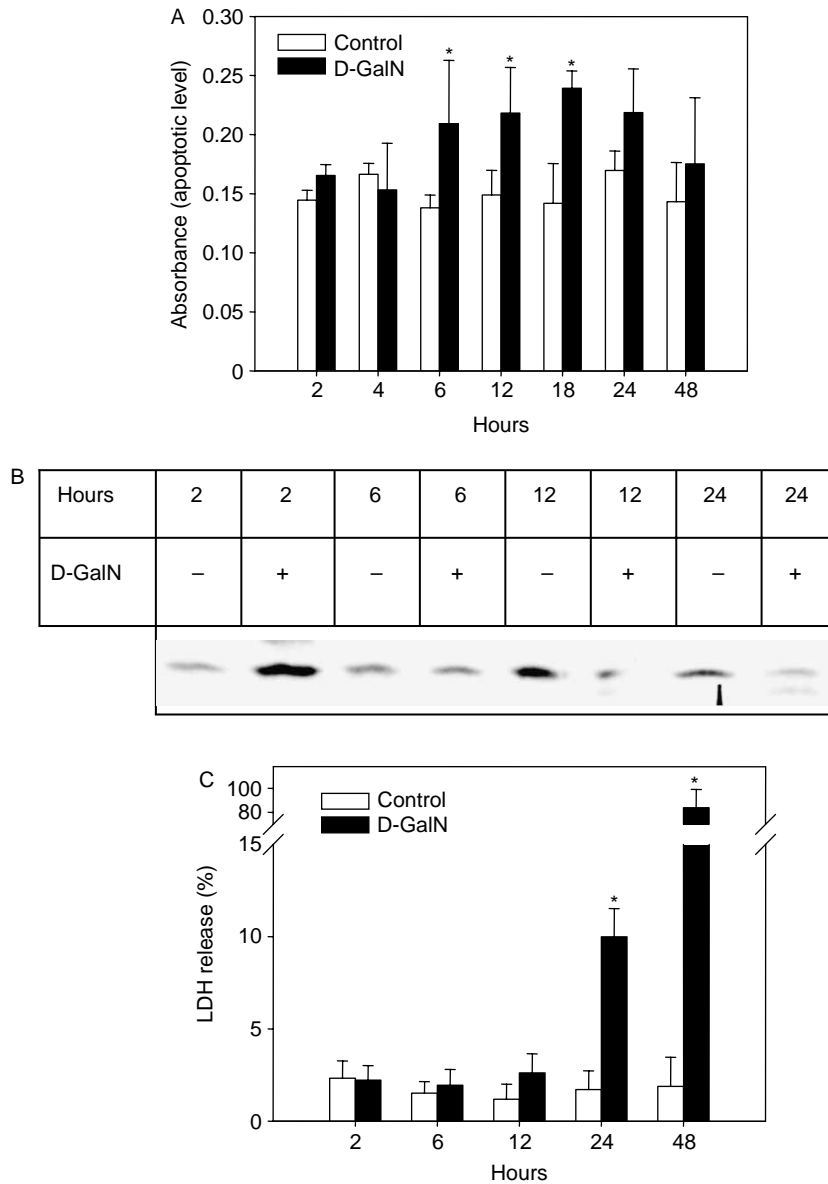 A
0.30
0.25
0.20
0.15
0.10
0.05
0
Absorbance (apoptotic level)
Control
D-GalN
* * *
2 4 6 12 18 24 48
Hours
B
Hours 2 2 6 6 12 12 24 24
D-GalN – + – + – + – +
C
100
80
15
10
5
0
LDH release (%)
Control
D-GalN
*
*
2 6 12 24 48
Hours